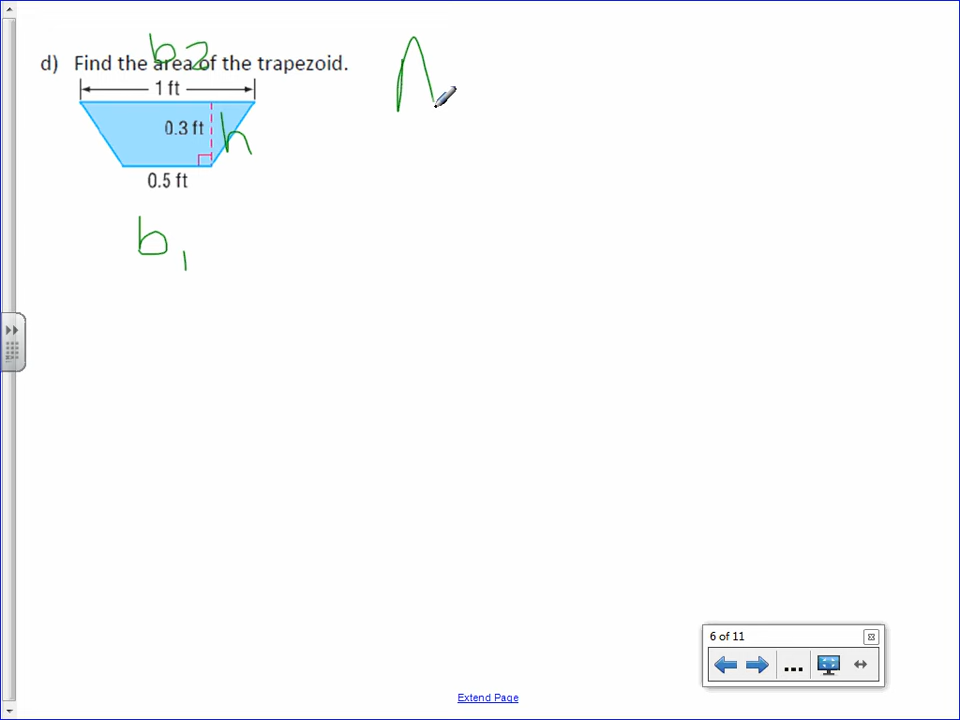 b2
d) Find the area of the trapezoid.
1 ft
0.3 ft
h
0.5 ft
b1
6 of 11
...
Extend Page